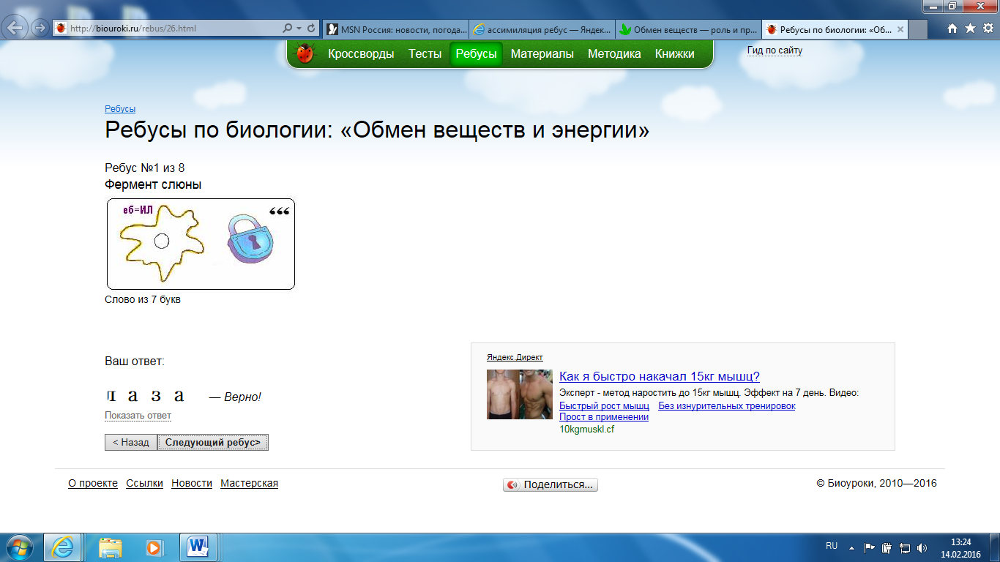 http://biouroki.ru/rebus/26.html
MSN Россия: новости, погода...
ассимиляция ребус — Яндек...
Обмен веществ — роль и пр...
Ребусы по биологии: «Об...
Кроссворды Тесты Ребусы Материалы Методика Книжки
Гид по сайту
Ребусы
Ребусы по биологии: «Обмен веществ и энергии»
Ребус №1 из 8
Фермент слюны
еб=ИЛ
‘‘‘
Слово из 7 букв
Ваш ответ:
л а з а — Верно!
Показать ответ
< Назад Следующий ребус>
Яндекс.Директ
Как я быстро накачал 15кг мышц?
Эксперт - метод наростить до 15кг мышц. Эффект на 7 день. Видео:
Быстрый рост мышц Без изнурительных тренировок
Прост в применении
10kgmuskl.cf
О проекте Ссылки Новости Мастерская
Поделиться...
© Биоуроки, 2010—2016
RU
13:24
14.02.2016